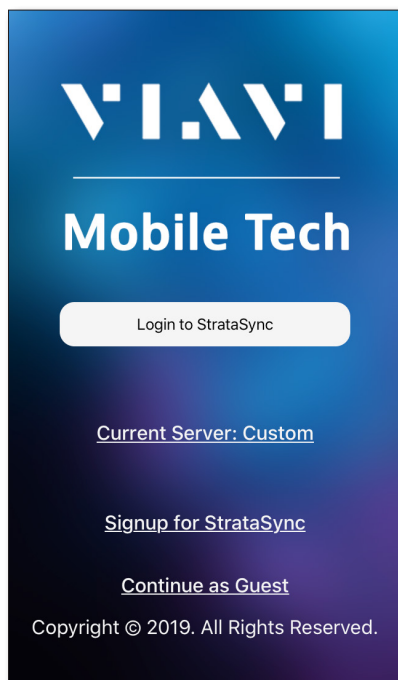 VIAVI
Mobile Tech
Login to StrataSync
Current Server: Custom
Signup for StrataSync
Continue as Guest
Copyright © 2019. All Rights Reserved.